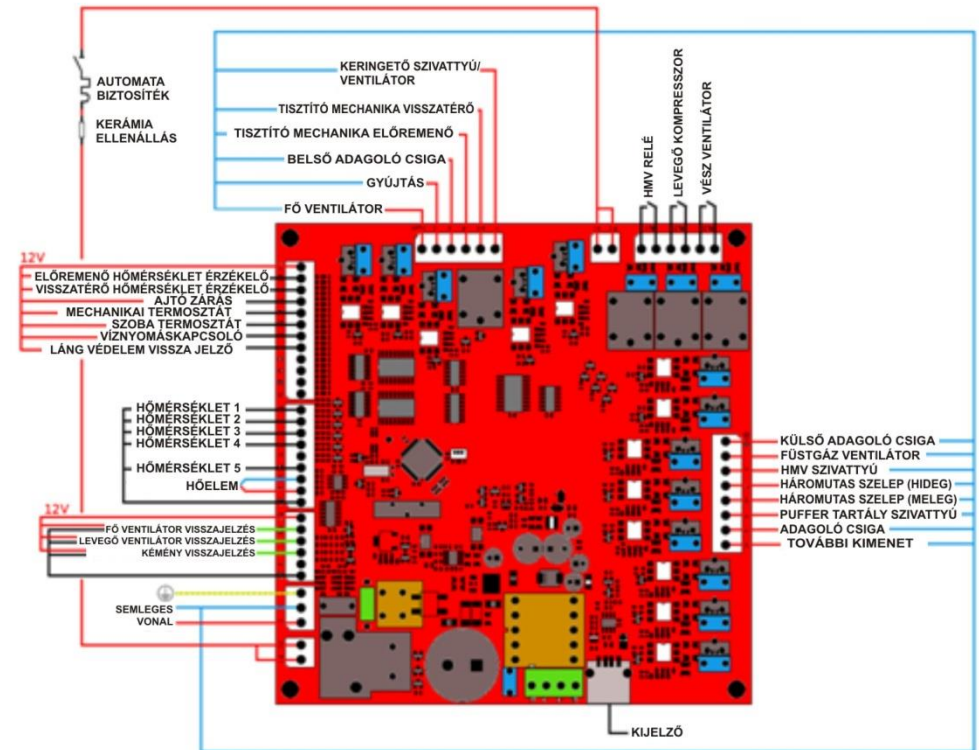 AUTOMATA
BIZTOSÍTÉK
KERÁMIA
ELLENÁLLÁS
KERINGETŐ SZIVATTYÚ/
VENTILÁTOR
TISZTÍTÓ MECHANIKA VISSZATÉRŐ
TISZTÍTÓ MECHANIKA ELŐREMENŐ
BELSŐ ADAGOLÓ CSIGA
GYÚJTÁS
FŐ VENTILÁTOR
HMV RELÉ
LEVEGŐ KOMPRESSZOR
VÉSZ VENTILÁTOR
12V
ELŐREMENŐ HŐMÉRSÉKLET ÉRZÉKELŐ
VISSZATÉRŐ HŐMÉRSÉKLET ÉRZÉKELŐ
AJTÓ ZÁRÁS
MECHANIKAI TERMOSZTÁT
SZOBA TERMOSZTÁT
VÍZNYOMÁSKAPCSOLÓ
LÁNG VÉDELEM VISSZA JELZŐ
HŐMÉRSÉKLET 1
HŐMÉRSÉKLET 2
HŐMÉRSÉKLET 3
HŐMÉRSÉKLET 4
HŐMÉRSÉKLET 5
HŐELEM
12V
FŐ VENTILÁTOR VISSZAJELZÉS
LEVEGŐ VENTILÁTOR VISSZAJELZÉS
KÉMÉNY VISSZAJELZÉS
SEMLEGES
VONAL
KÜLSŐ ADAGOLÓ CSIGA
FÜSTGÁZ VENTILÁTOR
HMV SZIVATTYÚ
HÁROMUTAS SZELEP (HIDEG)
HÁROMUTAS SZELEP (MELEG)
PUFFER TARTÁLY SZIVATTYÚ
ADAGOLÓ CSIGA
TOVÁBBI KIMENET
KIJELZŐ